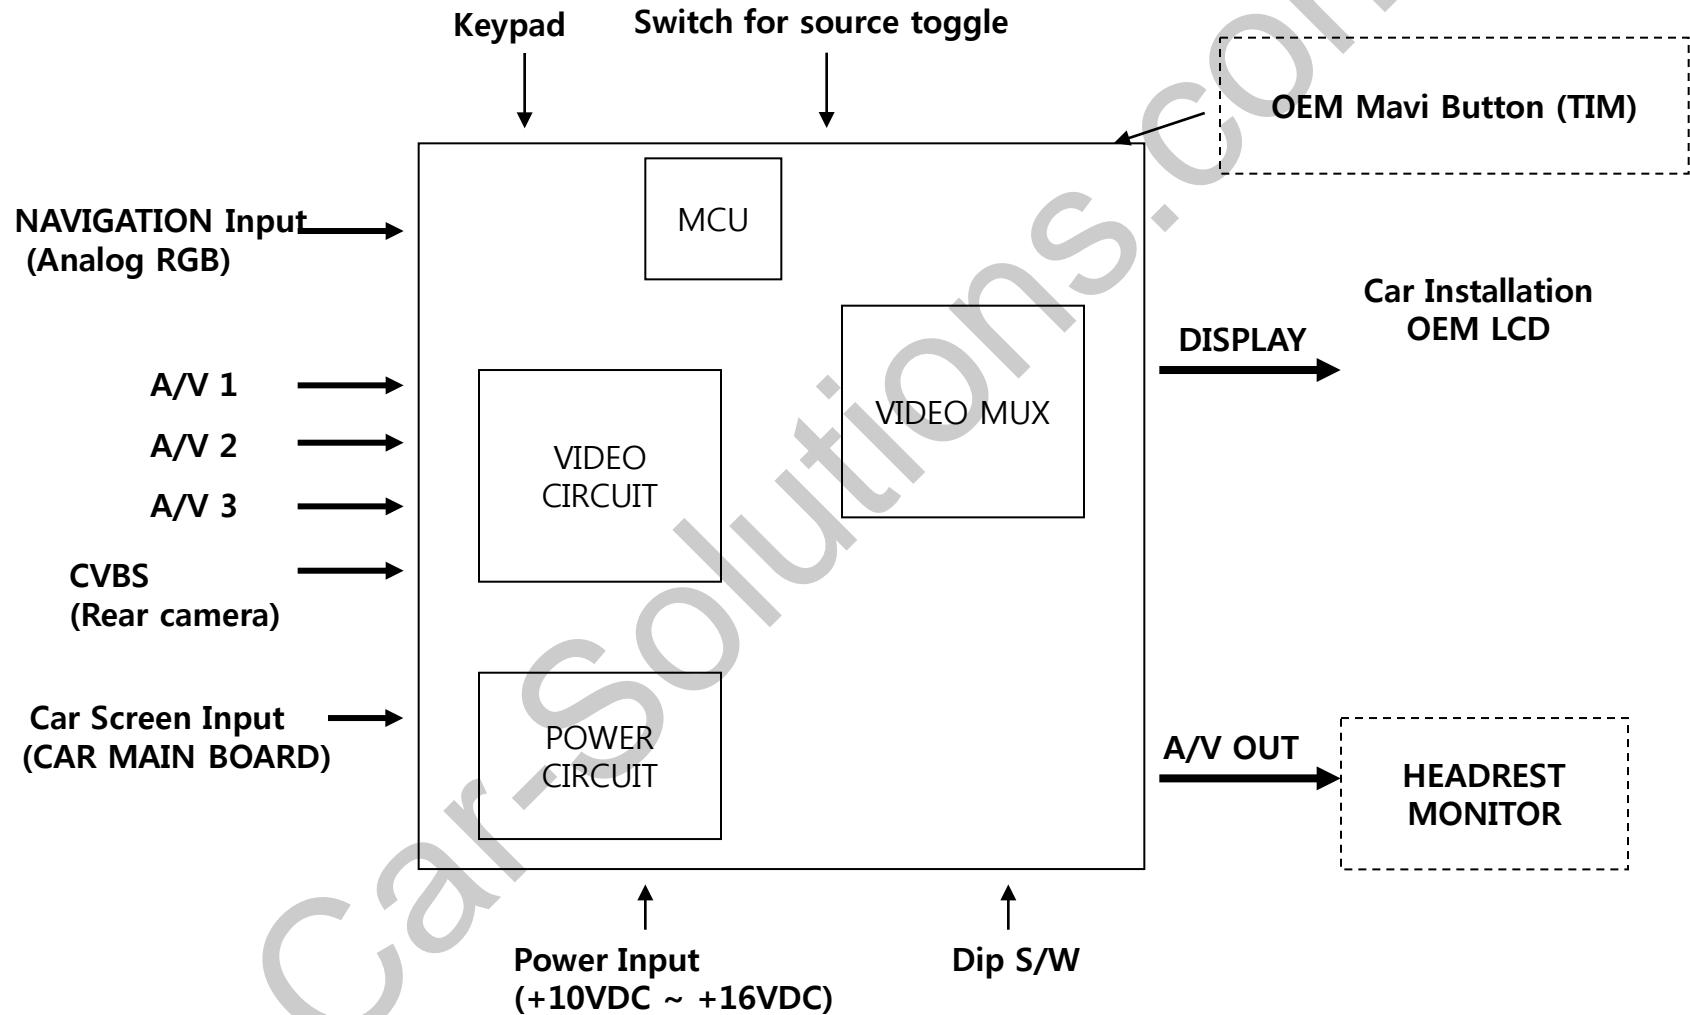 Keypad
Switch for source toggle
OEM Mavi Button (TIM)
NAVIGATION Input
(Analog RGB)
MCU
Car Installation
OEM LCD
DISPLAY
A/V 1
A/V 2
A/V 3
VIDEO MUX
VIDEO
CIRCUIT
CVBS
(Rear camera)
Car Screen Input
(CAR MAIN BOARD)
POWER
CIRCUIT
A/V OUT
HEADREST
MONITOR
Power Input
(+10VDC ~ +16VDC)
Dip S/W
Car-Solutions.com